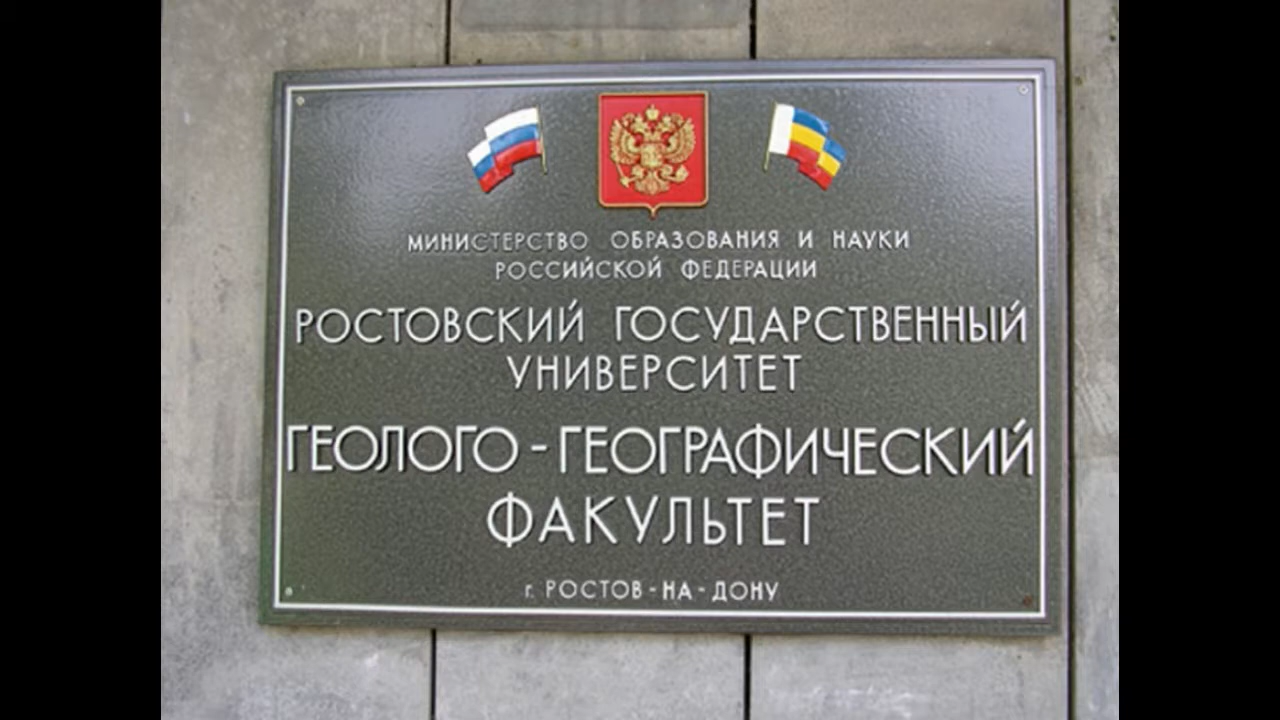 МИНИСТЕРСТВО ОБРАЗОВАНИЯ И НАУКИ
РОССИЙСКОЙ ФЕДЕРАЦИИ
РОСТОВСКИЙ ГОСУДАРСТВЕННЫЙ
УНИВЕРСИТЕТ
ГЕОЛОГО-ГЕОГРАФИЧЕСКИЙ
ФАКУЛЬТЕТ
г. РОСТОВ-НА-ДОНУ